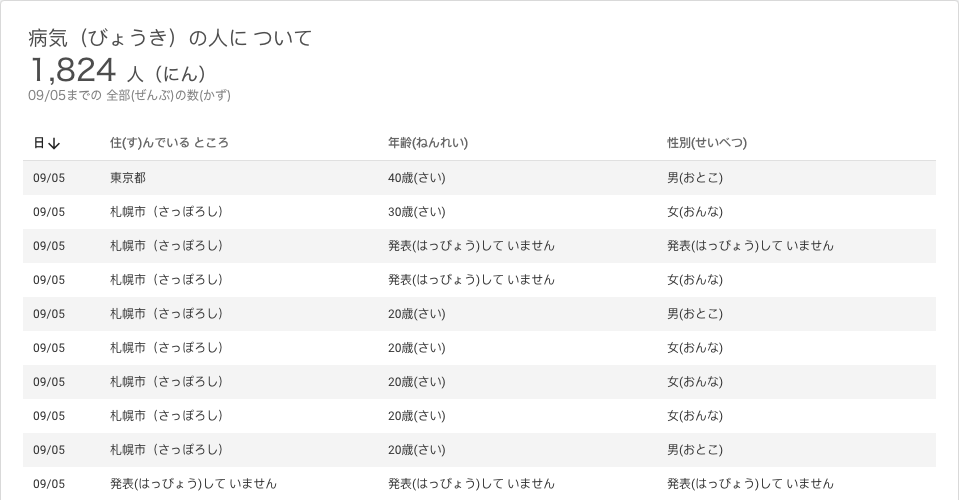 病気（びょうき）の人に ついて
1,824 人（にん）
09/05までの 全部(ぜんぶ)の数(かず)
日↓ 住(す)んでいる ところ 年齢(ねんれい) 性別(せいべつ)
09/05 東京都 40歳(さい) 男(おとこ)
09/05 札幌市（さっぽろし） 30歳(さい) 女(おんな)
09/05 札幌市（さっぽろし） 発表(はっぴょう)して いません 発表(はっぴょう)して いません
09/05 札幌市（さっぽろし） 発表(はっぴょう)して いません 女(おんな)
09/05 札幌市（さっぽろし） 20歳(さい) 男(おとこ)
09/05 札幌市（さっぽろし） 20歳(さい) 女(おんな)
09/05 札幌市（さっぽろし） 20歳(さい) 女(おんな)
09/05 札幌市（さっぽろし） 20歳(さい) 女(おんな)
09/05 札幌市（さっぽろし） 20歳(さい) 男(おとこ)
09/05 発表(はっぴょう)して いません 発表(はっぴょう)して いません 発表(はっぴょう)して いません